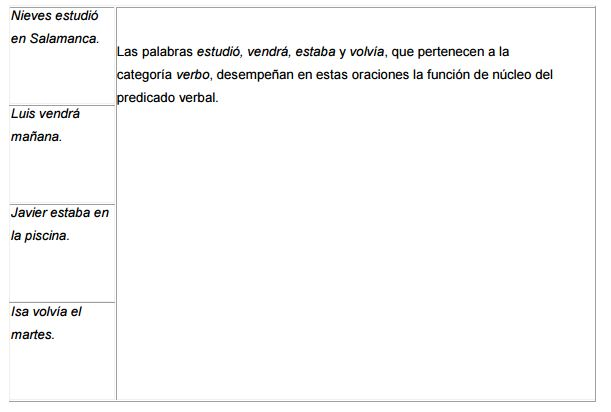 Nieves estudió
en Salamanca.
Las palabras estudió, vendrá, estaba y volvía, que pertenecen a la
categoría verbo, desempeñan en estas oraciones la función de núcleo del
predicado verbal.
Luis vendrá
mañana.
Javier estaba en
la piscina.
Isa volvía el
martes.